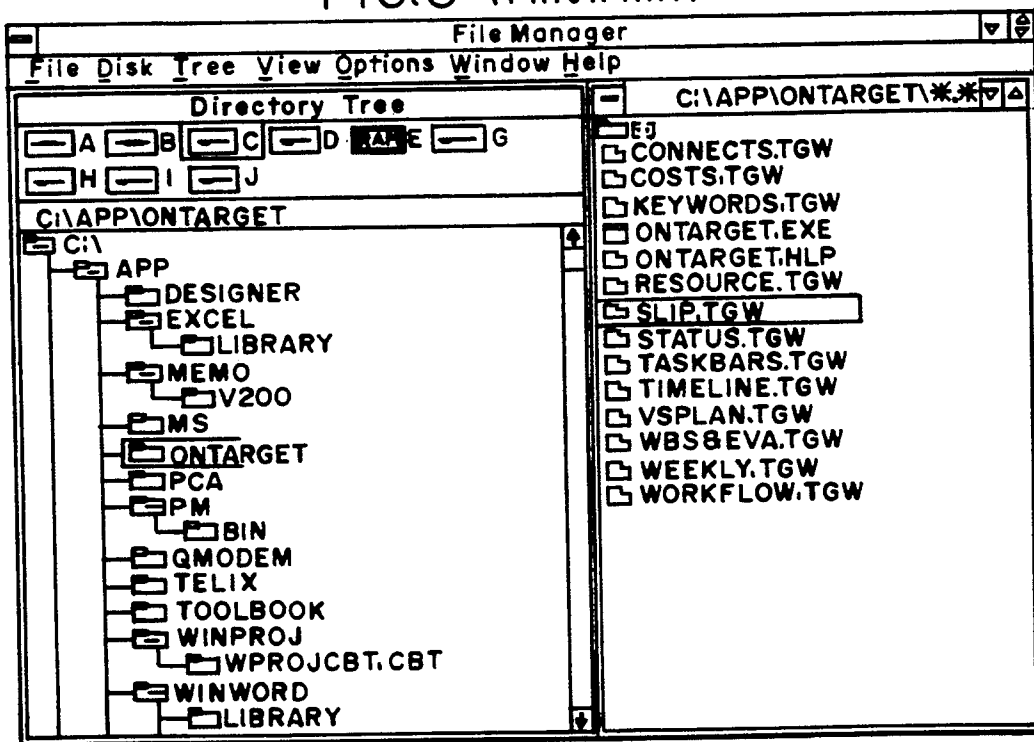 File Manager
File Disk Tree View Options Window Help
Directory Tree
A B C D E G
H I J
C:\APP\ONTARGET
C:\
APP
DESIGNER
EXCEL
LIBRARY
MEMO
V200
MS
ONTARGET
PCA
PM
BIN
QMODEM
TELIX
TOOLBOOK
WINPROJ
WPROJCBT.CBT
WINWORD
LIBRARY
C:\APP\ONTARGET\*.*
CONNECTS.TGW
COSTS.TGW
KEYWORDS.TGW
ONTARGET.EXE
ONTARGET.HLP
RESOURCE.TGW
SLIP.TGW
STATUS.TGW
TASKBARS.TGW
TIMELINE.TGW
VSPLAN.TGW
WBS&EVA.TGW
WEEKLY.TGW
WORKFLOW.TGW